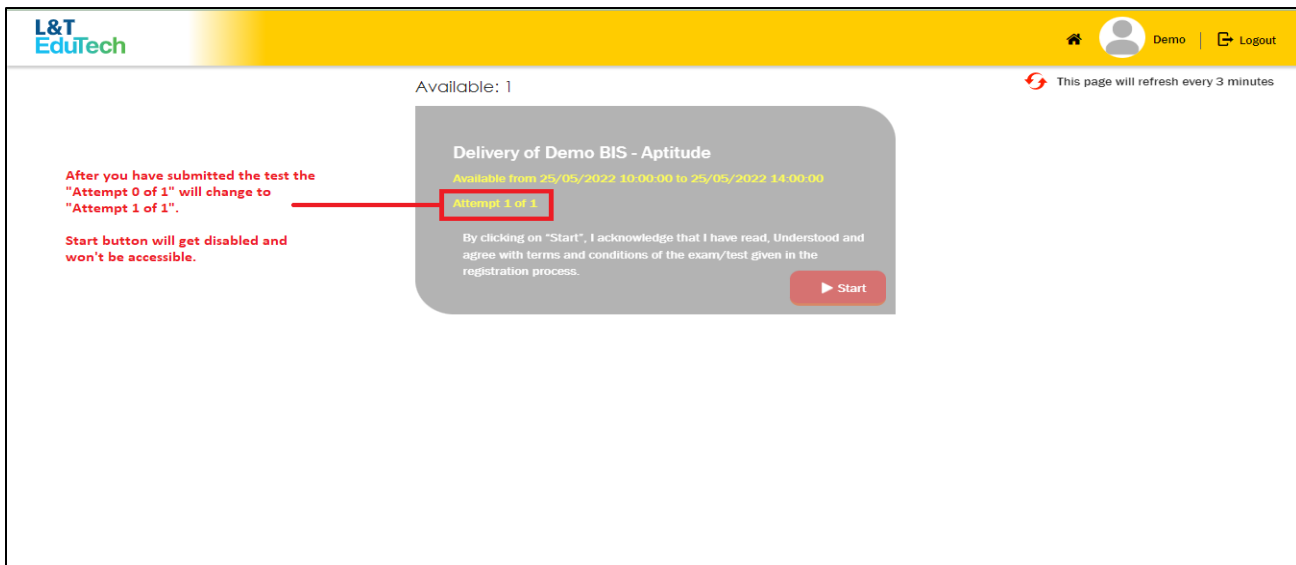 L&T
EduTech
Demo
Logout
Available: 1
This page will refresh every 3 minutes
Delivery of Demo BIS - Aptitude
Available from 25/05/2022 10:00:00 to 25/05/2022 14:00:00
Attempt 1 of 1
By clicking on "Start", I acknowledge that I have read, Understood and
agree with terms and conditions of the exam/test given in the
registration process.
Start
After you have submitted the test the
"Attempt 0 of 1" will change to
"Attempt 1 of 1".
Start button will get disabled and
won't be accessible.